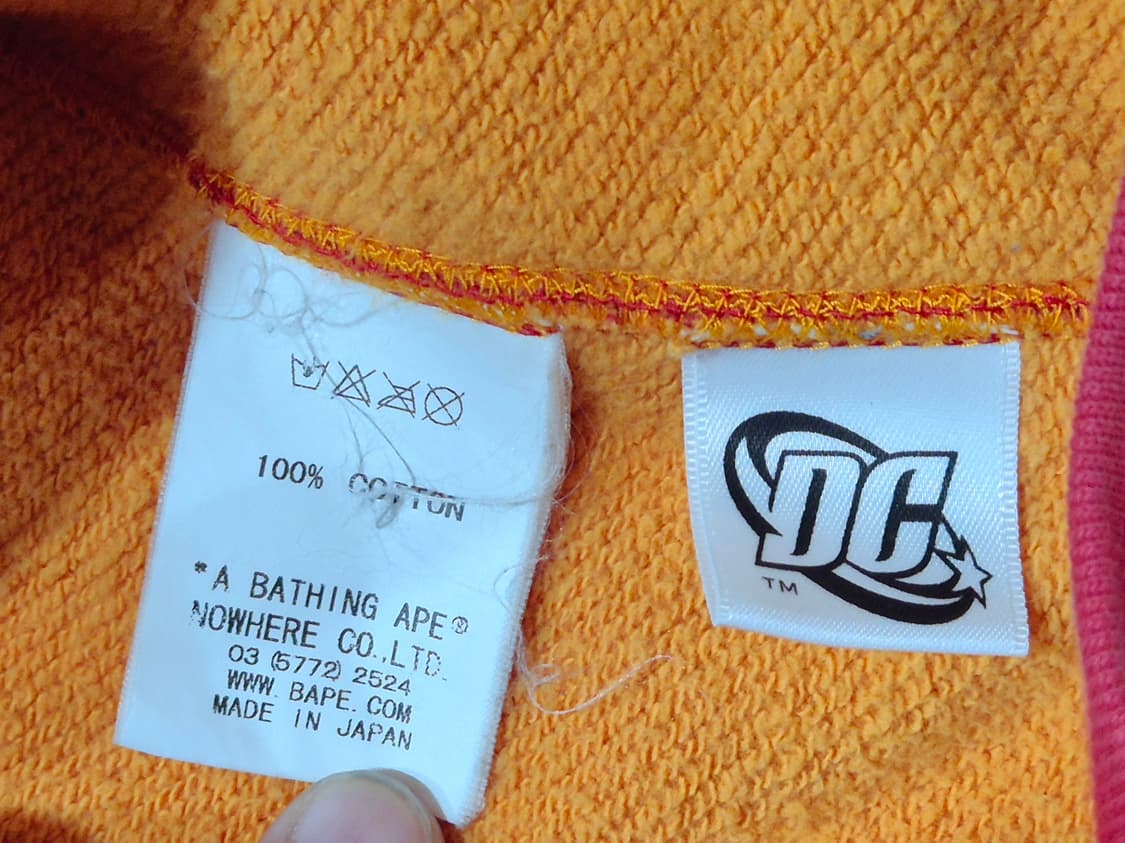 100% COTTON
*A BATHING APE®
NOWHERE CO.,LTD.
03 (5772) 2524
WWW. BAPE. COM
MADE IN JAPAN
DC
TM